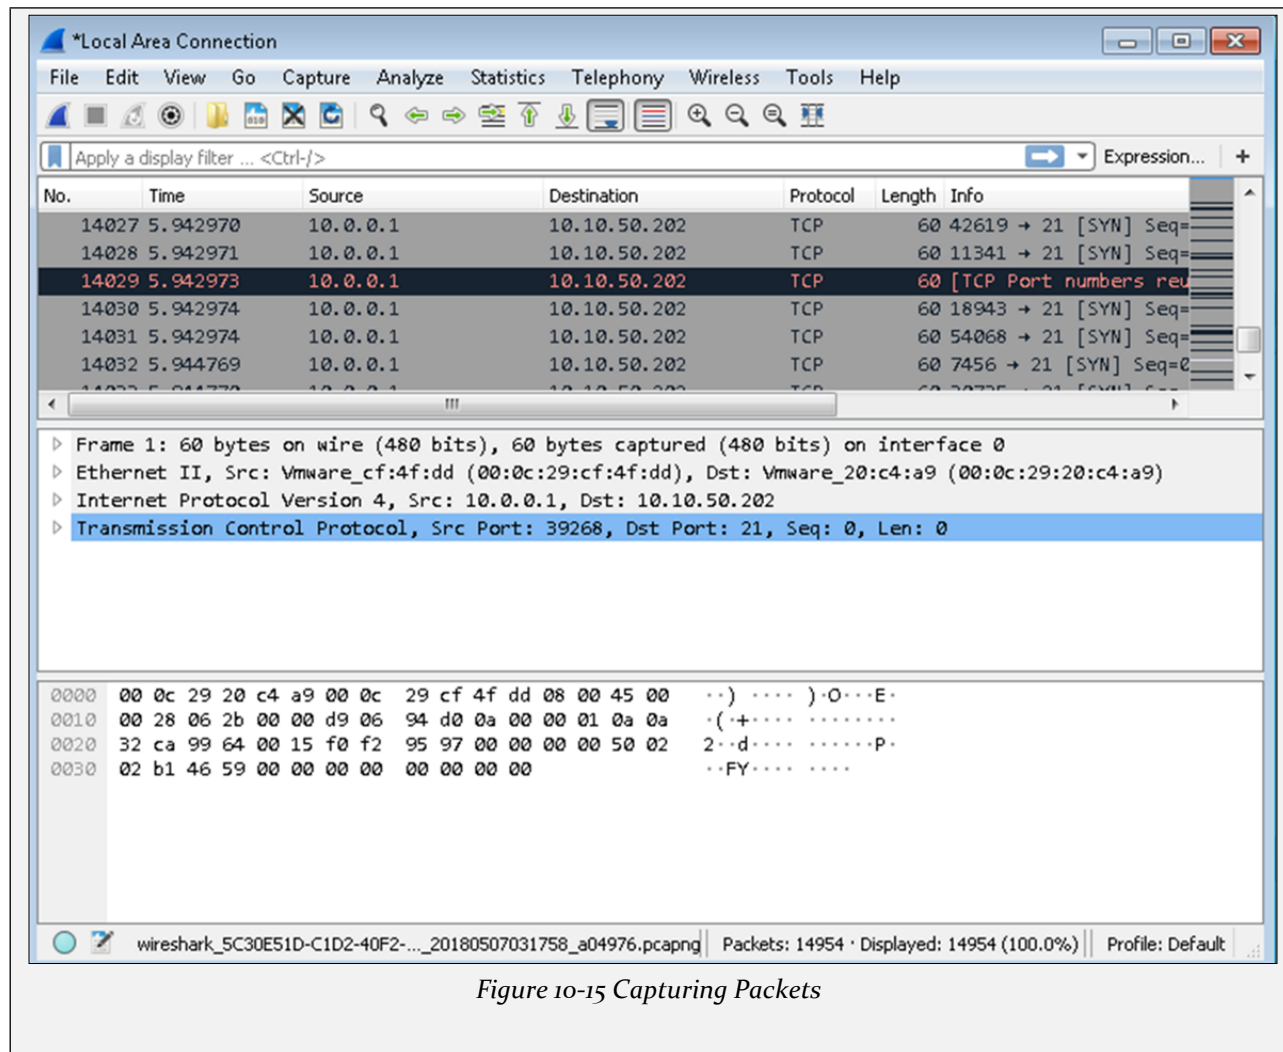 *Local Area Connection
File Edit View Go Capture Analyze Statistics Telephony Wireless Tools Help
Apply a display filter ... <Ctrl-/> Expression... +
No. Time Source Destination Protocol Length Info
14027 5.942970 10.0.0.1 10.10.50.202 TCP 60 42619 → 21 [SYN] Seq=
14028 5.942971 10.0.0.1 10.10.50.202 TCP 60 11341 → 21 [SYN] Seq=
14029 5.942973 10.0.0.1 10.10.50.202 TCP 60 [TCP Port numbers reu
14030 5.942974 10.0.0.1 10.10.50.202 TCP 60 18943 → 21 [SYN] Seq=
14031 5.942974 10.0.0.1 10.10.50.202 TCP 60 54068 → 21 [SYN] Seq=
14032 5.944769 10.0.0.1 10.10.50.202 TCP 60 7456 → 21 [SYN] Seq=0
Frame 1: 60 bytes on wire (480 bits), 60 bytes captured (480 bits) on interface 0
Ethernet II, Src: Vmware_cf:4f:dd (00:0c:29:cf:4f:dd), Dst: Vmware_20:c4:a9 (00:0c:29:20:c4:a9)
Internet Protocol Version 4, Src: 10.0.0.1, Dst: 10.10.50.202
Transmission Control Protocol, Src Port: 39268, Dst Port: 21, Seq: 0, Len: 0
0000 00 0c 29 20 c4 a9 00 0c 29 cf 4f dd 08 00 45 00 ··) ···· )·O···E·
0010 00 28 06 2b 00 00 d9 06 94 d0 0a 00 00 01 0a 0a ·(·+···· ········
0020 32 ca 99 64 00 15 f0 f2 95 97 00 00 00 00 50 02 2··d···· ······P·
0030 02 b1 46 59 00 00 00 00 00 00 00 00 ··FY···· ····
wireshark_5C30E51D-C1D2-40F2-..._20180507031758_a04976.pcapng Packets: 14954 · Displayed: 14954 (100.0%) Profile: Default
Figure 10-15 Capturing Packets